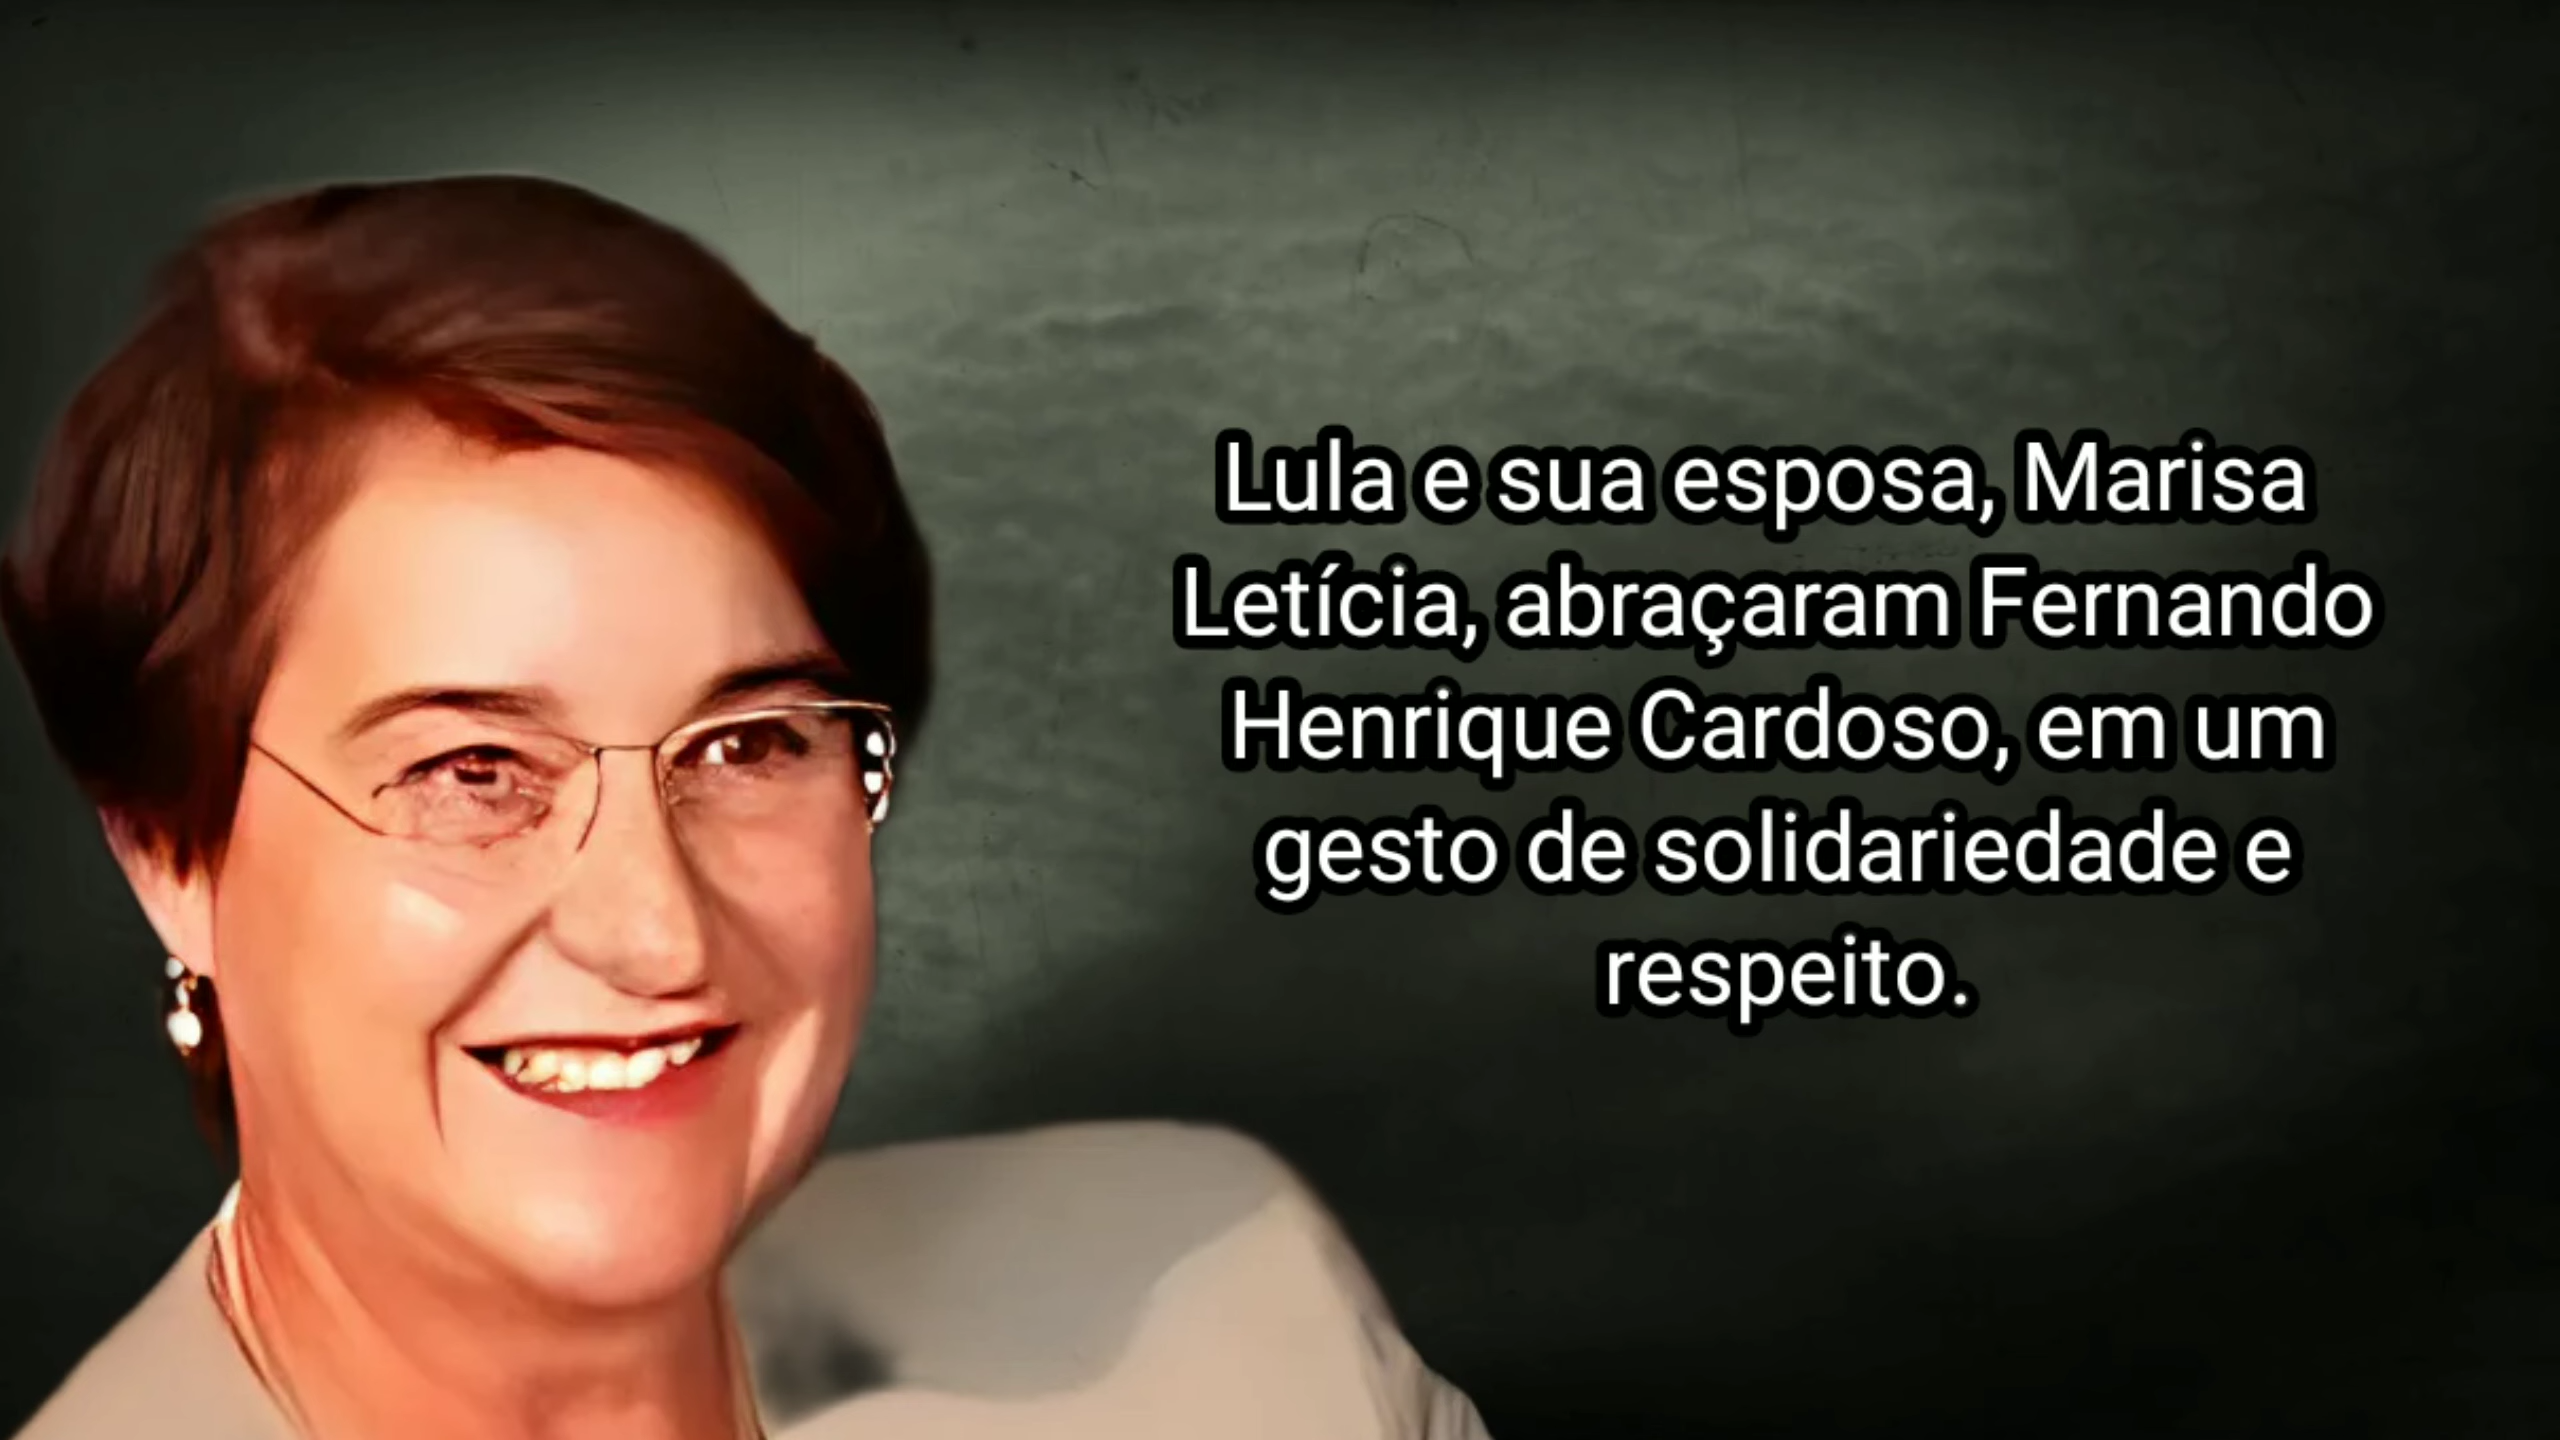 Lula e sua esposa, Marisa
Letícia, abraçaram Fernando
Henrique Cardoso, em um
gesto de solidariedade e
respeito.